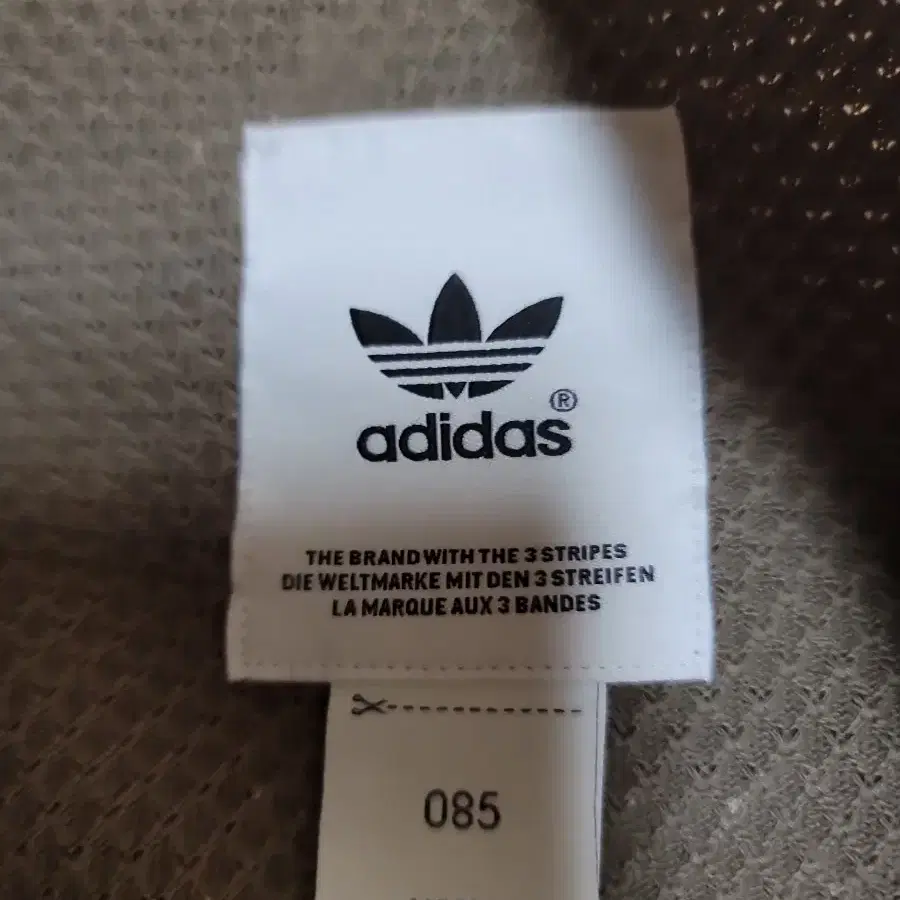 adidas®
THE BRAND WITH THE 3 STRIPES
DIE WELTMARKE MIT DEN 3 STREIFEN
LA MARQUE AUX 3 BANDES
085